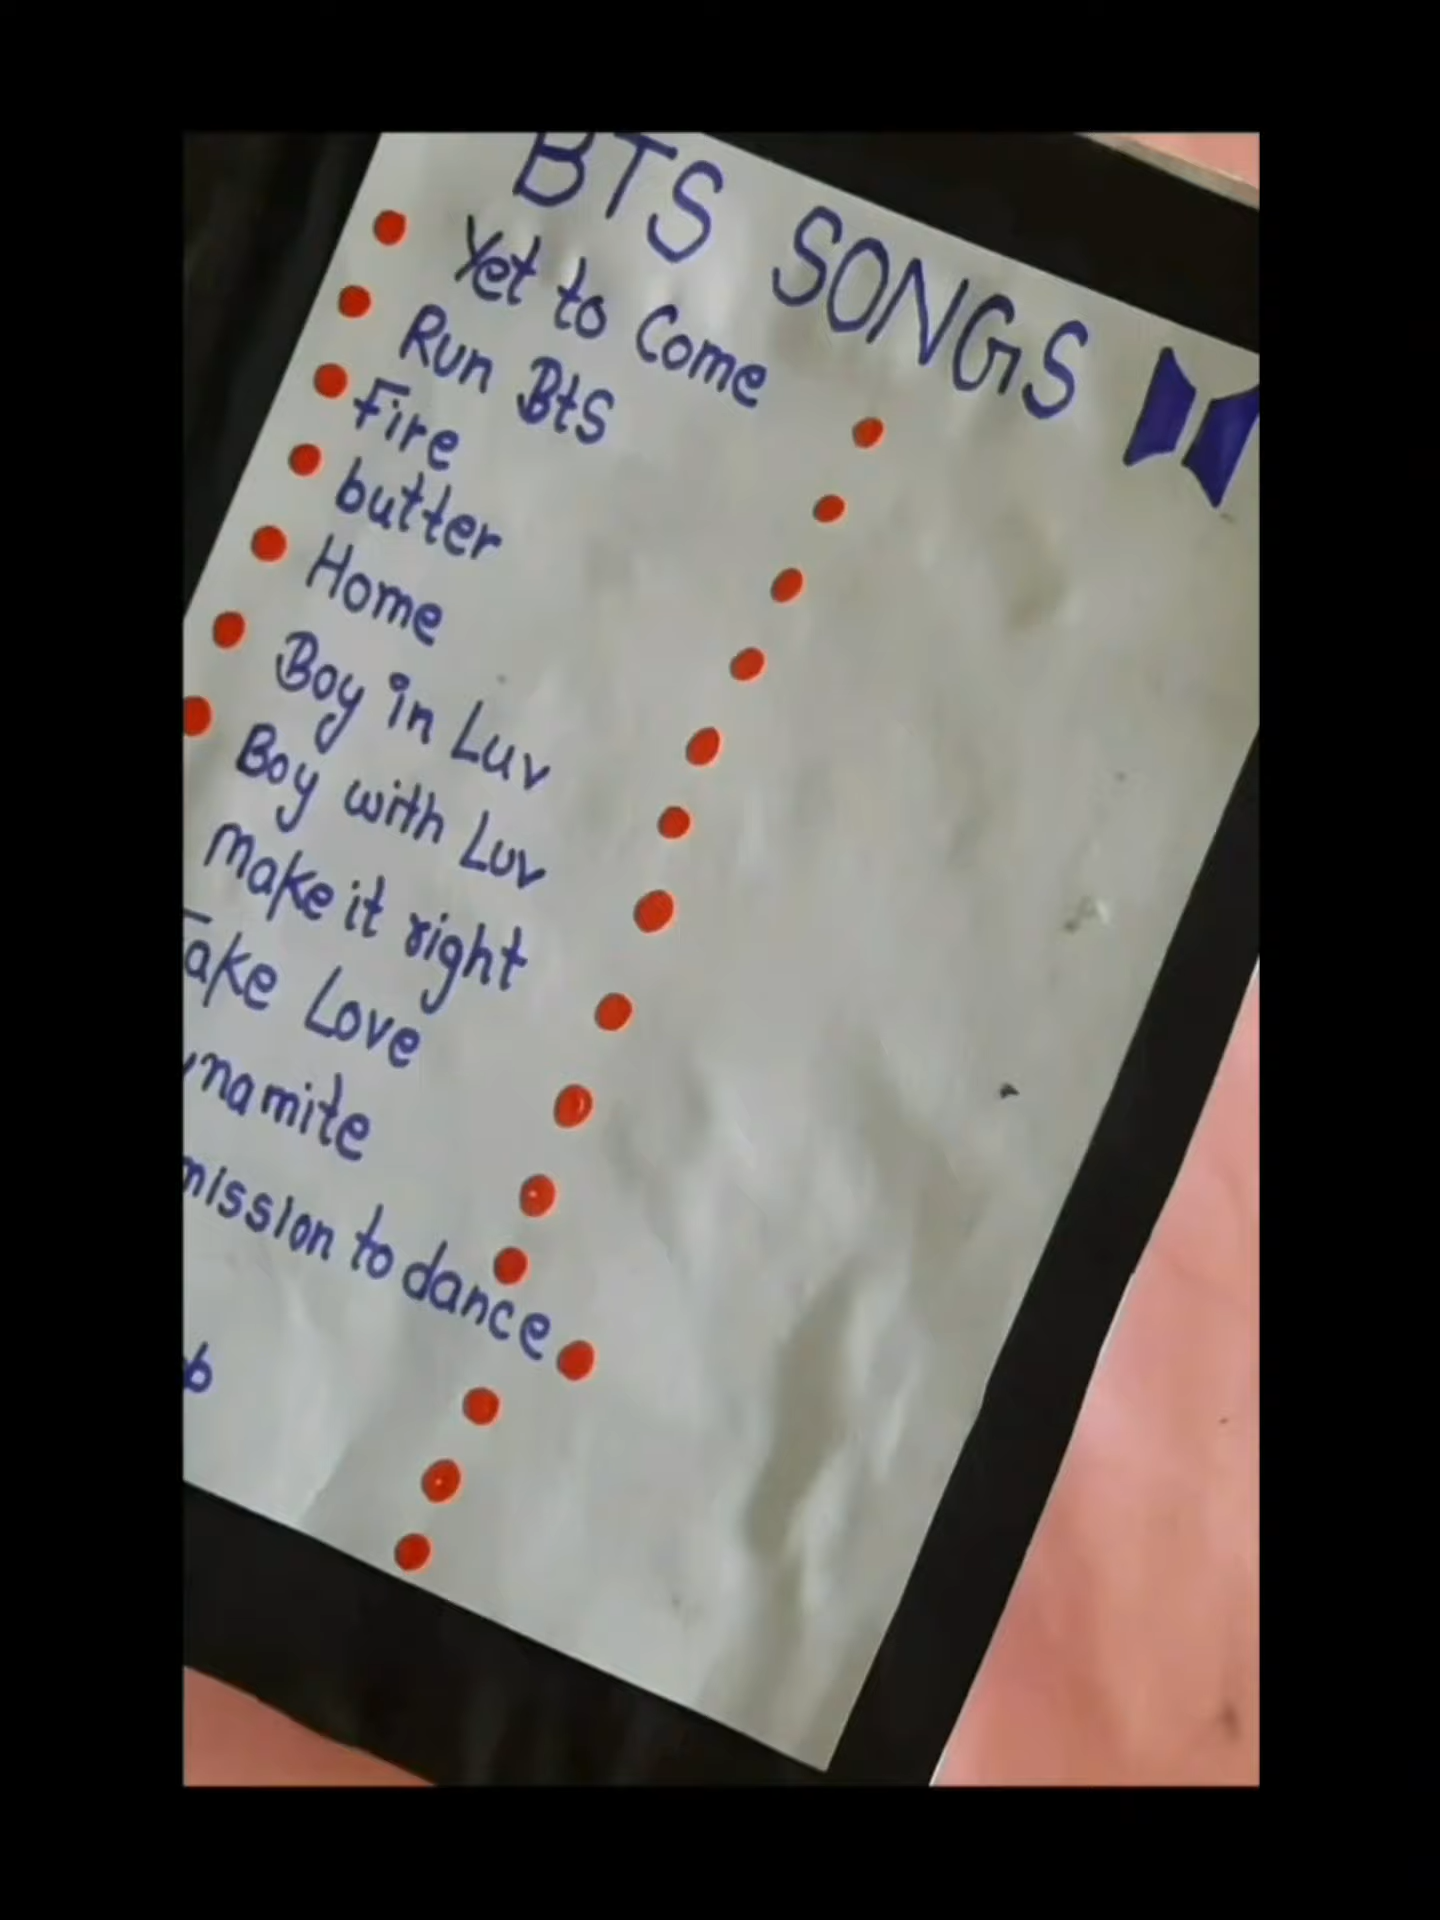 BTS SONGS
Yet to Come
Run BtS
Fire
butter
Home
Boy in Luv
Boy with Luv
Make it right
ake Love
ynamite
mission to dance
b